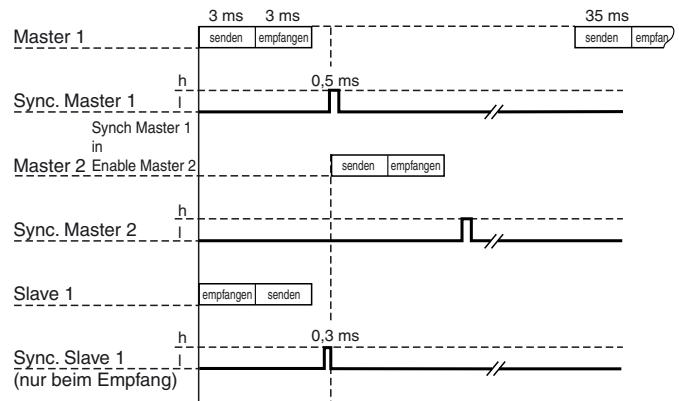 3 ms 3 ms 35 ms
Master 1 senden empfangen senden empfan
h 0,5 ms
Sync. Master 1 l
Synch Master 1
in
Master 2 Enable Master 2 senden empfangen
h
Sync. Master 2 l
Slave 1 empfangen senden
h 0,3 ms
Sync. Slave 1 l
(nur beim Empfang)